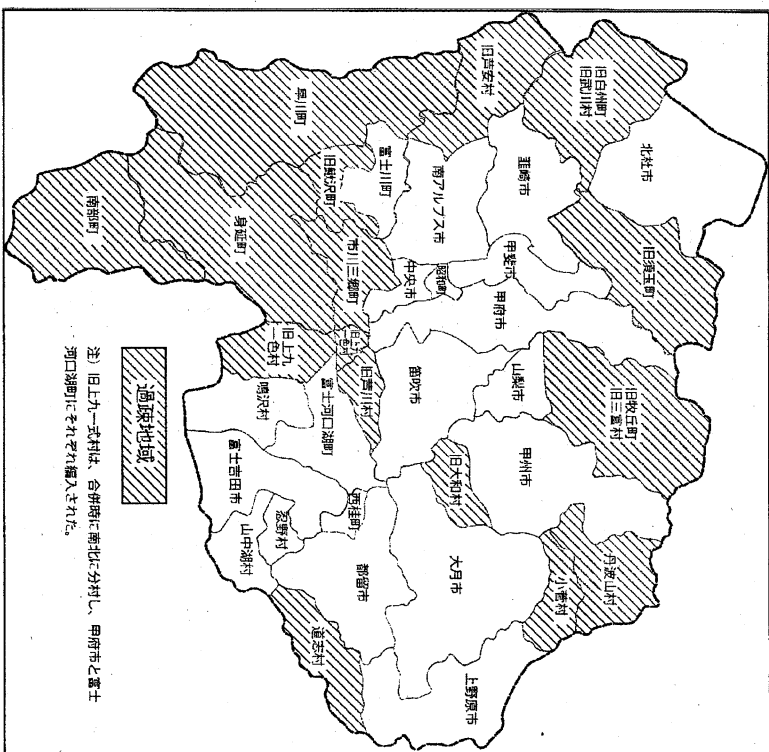 北杜市
旧白州町
旧武川村
旧須玉町
韮崎市
旧芦安村
甲斐市
甲府市
旧牧丘町
旧三富村
山梨市
甲州市
丹波山村
小菅村
南アルプス市
昭和町
中央市
笛吹市
旧大和村
大月市
上野原市
富士川町
旧鰍沢町
市川三郷町
早川町
旧芦川村
身延町
旧上九
一色村
富士河口湖町
鳴沢村
西桂町
都留市
忍野村
富士吉田市
山中湖村
道志村
南部町
過疎地域
注）旧上九一式村は、合併時に南北に分村し、甲府市と富士
河口湖町にそれぞれ編入された。